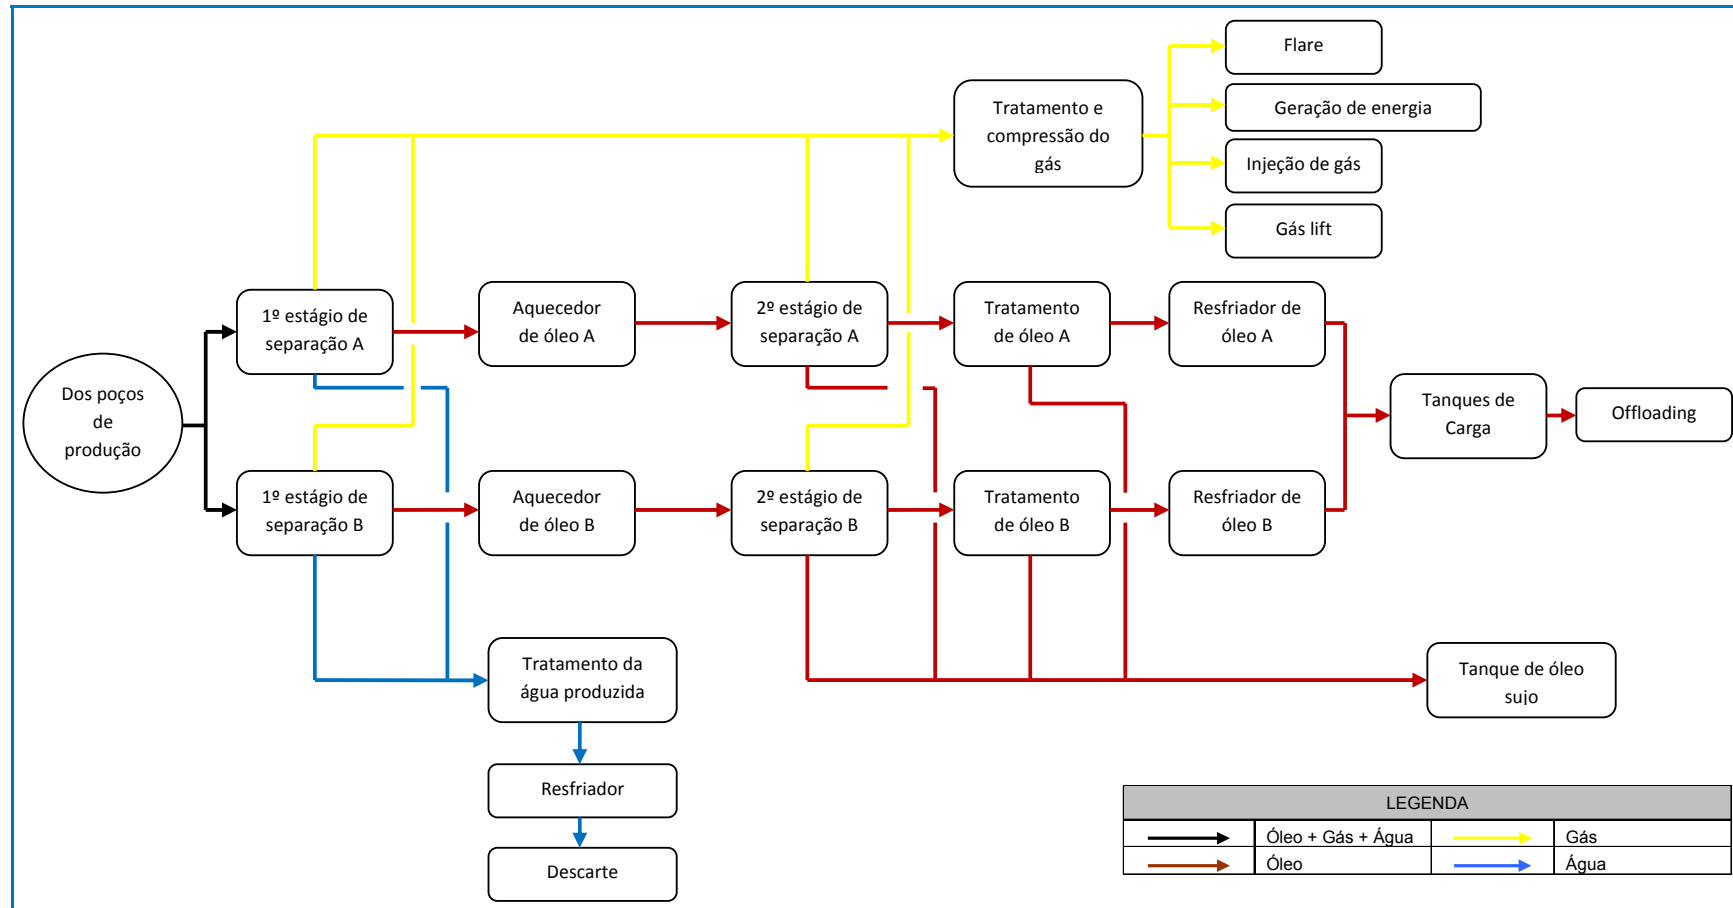 Flare
Geração de energia
Injeção de gás
Gás lift
Tratamento e
compressão do
gás
1º estágio de
separação A
Aquecedor
de óleo A
2º estágio de
separação A
Tratamento
de óleo A
Resfriador de
óleo A
Dos poços
de
produção
Tanques de
Carga
Offloading
1º estágio de
separação B
Aquecedor
de óleo B
2º estágio de
separação B
Tratamento
de óleo B
Resfriador de
óleo B
Tratamento da
água produzida
Tanque de óleo
sujo
Resfriador
Descarte
LEGENDA
Óleo + Gás + Água
Gás
Óleo
Água